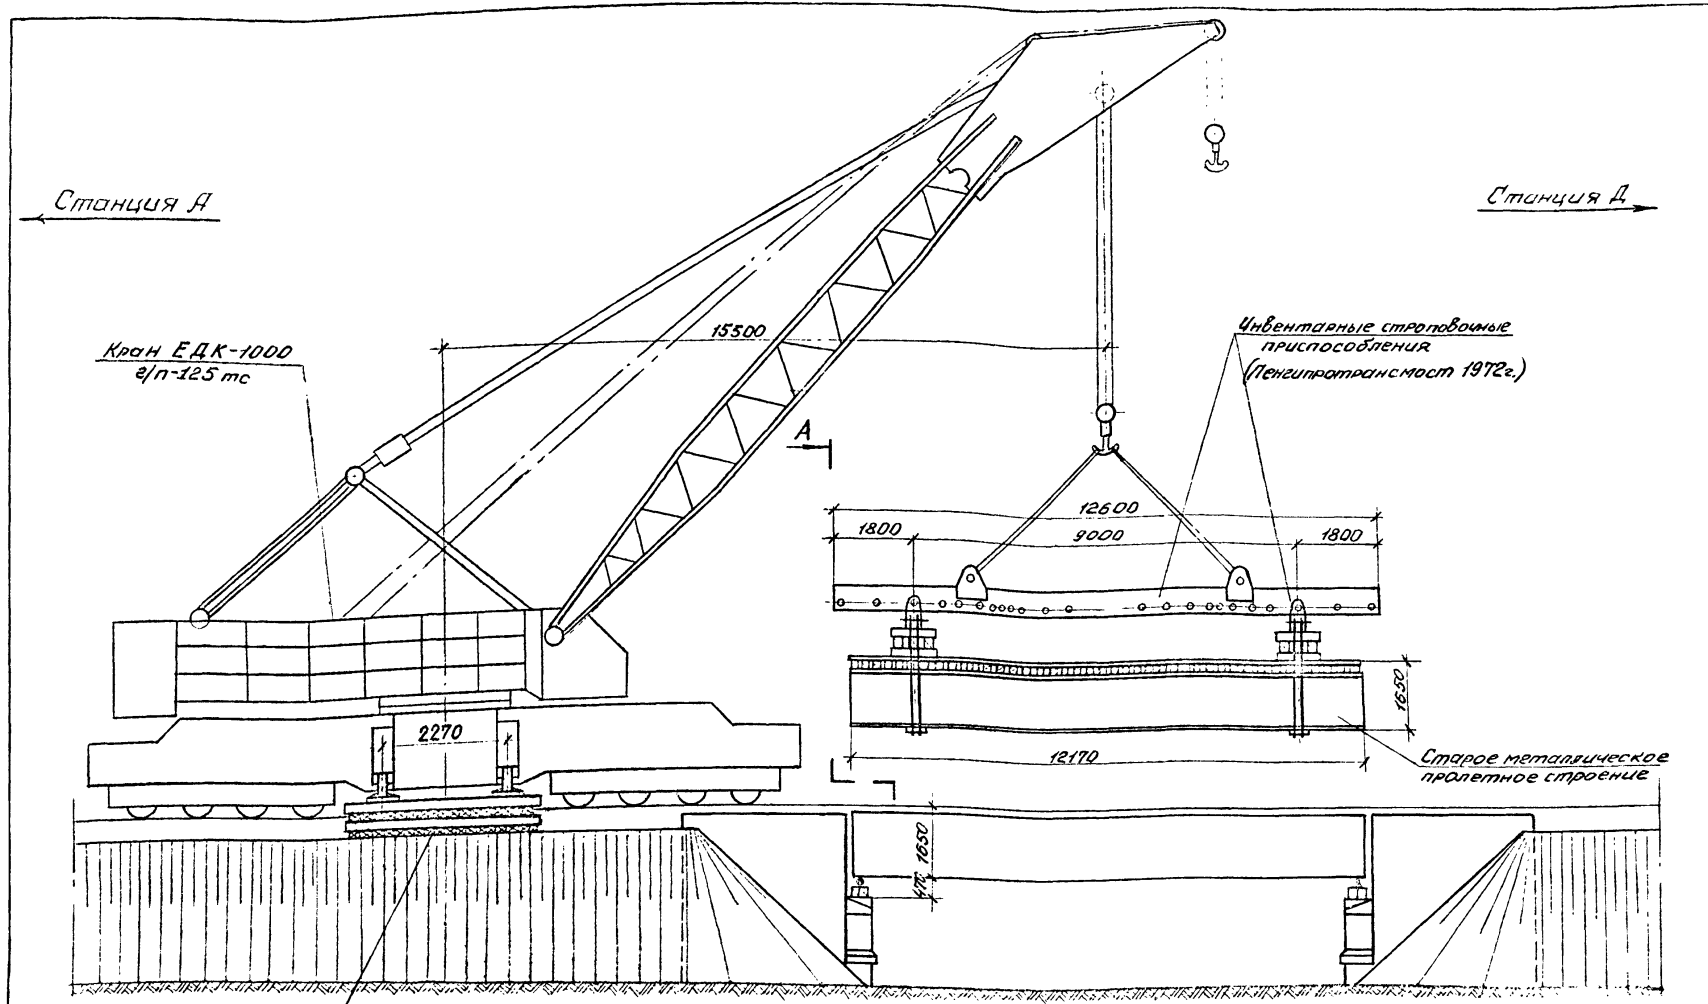 Станция А
Станция Д
15500
Кран ЕДК-1000
г/п-125 тс
Инвентарные строповочные
приспособления
(Ленгипротрансмост 1972г.)
А
12600
1800
9000
1800
1650
2270
12170
Старое металлическое
пролетное строение
1650
470